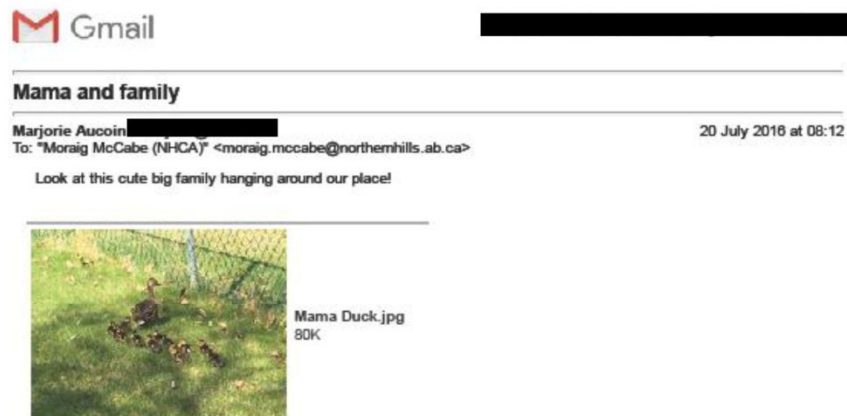 Gmail
Mama and family
Marjorie Aucoin
20 July 2016 at 08:12
To: "Moraig McCabe (NHCA)" <moraig.mccabe@northernhills.ab.ca>
Look at this cute big family hanging around our place!
Mama Duck.jpg
80K